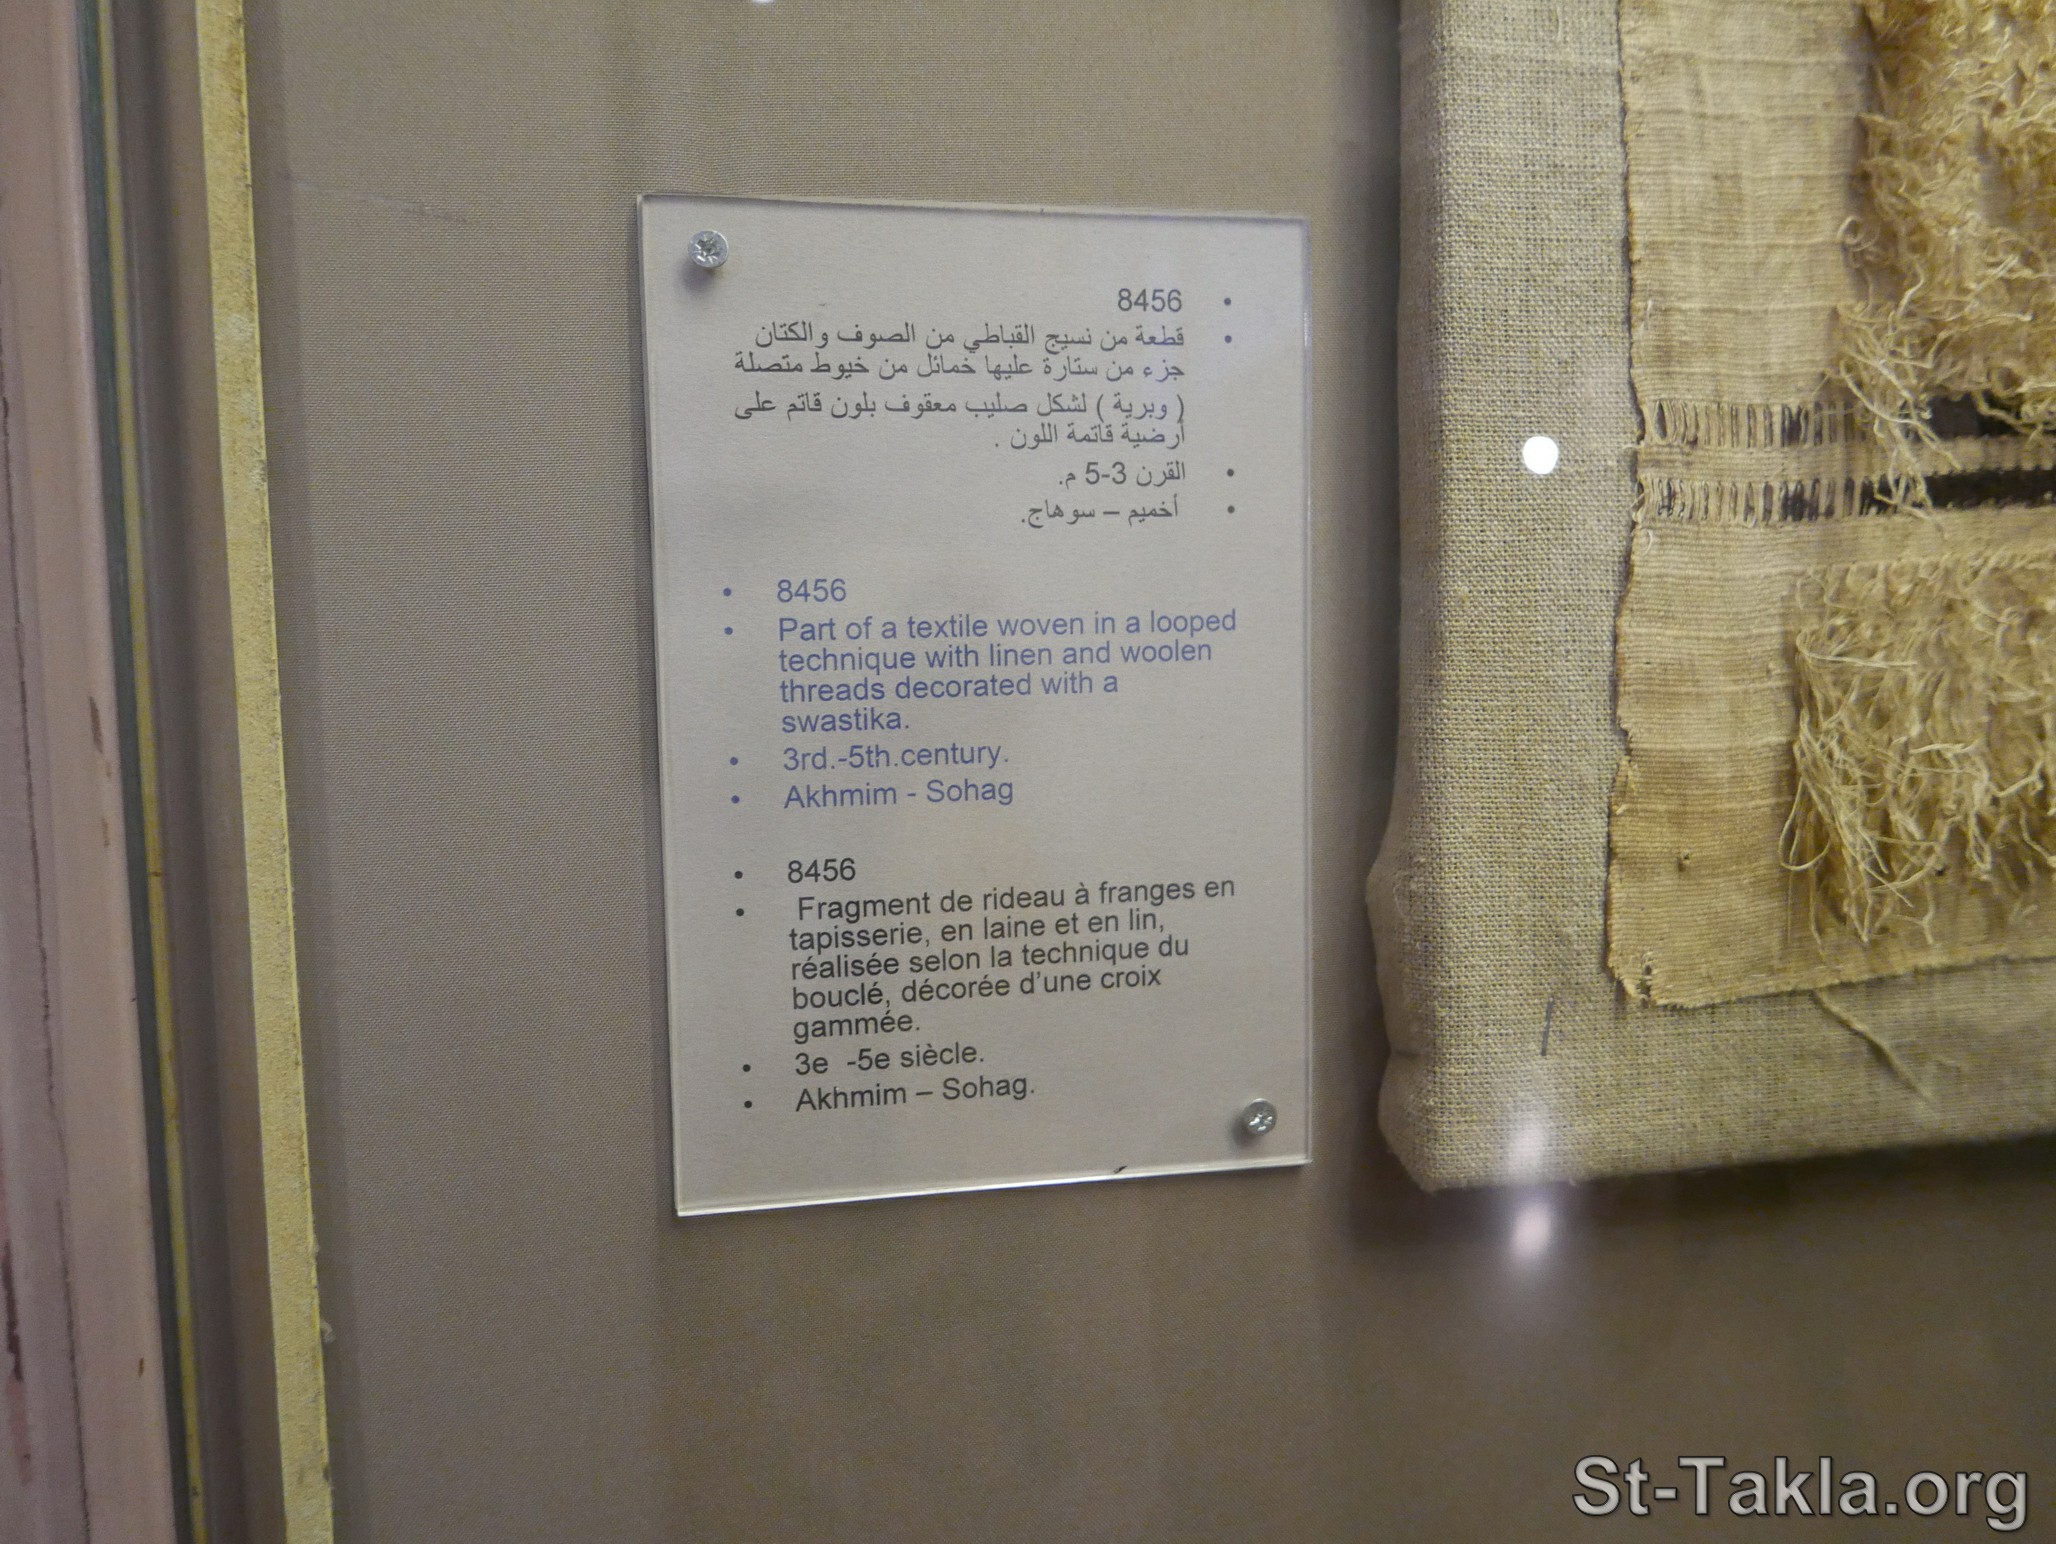 • 8456
• قطعة من نسيج القباطي من الصوف والكتان
جزء من ستارة عليها خمائل من خيوط متصلة
( وبرية ) لشكل صليب معقوف بلون قاتم على
أرضية قاتمة اللون .
• القرن 3-5 م.
• أخميم – سوهاج.
• 8456
• Part of a textile woven in a looped
technique with linen and woolen
threads decorated with a
swastika.
• 3rd.-5th.century.
• Akhmim - Sohag
• 8456
• Fragment de rideau à franges en
tapisserie, en laine et en lin,
réalisée selon la technique du
bouclé, décorée d’une croix
gammée.
• 3e -5e siècle.
• Akhmim – Sohag.
St-Takla.org